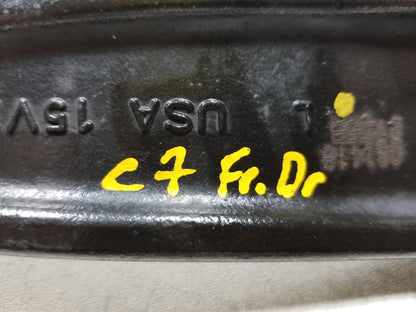 L USA 15V
C7 Fr. Dr